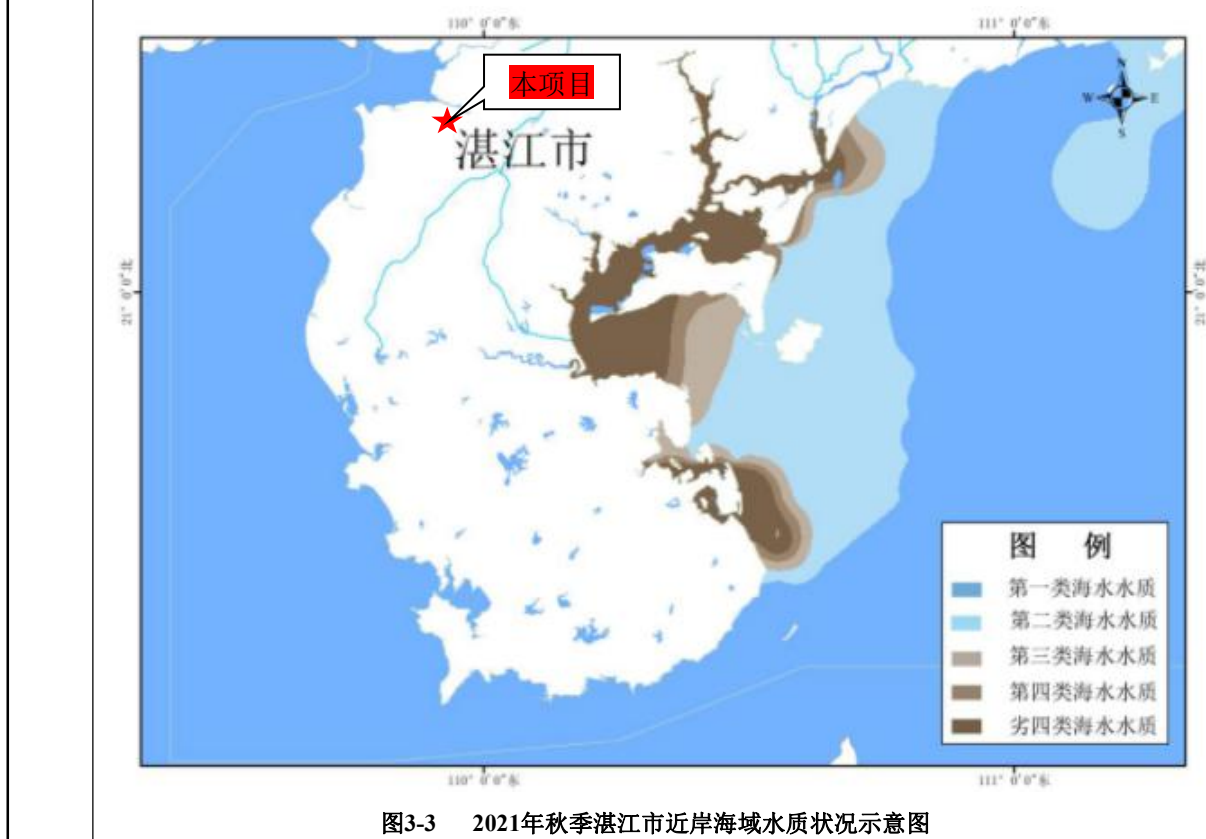 110° 0′0″东
111° 0′0″东
本项目
N
W
E
S
湛江市
21° 0′0″北
21° 0′0″北
图 例
第一类海水水质
第二类海水水质
第三类海水水质
第四类海水水质
劣四类海水水质
110° 0′0″东
111° 0′0″东
图3-3 2021年秋季湛江市近岸海域水质状况示意图